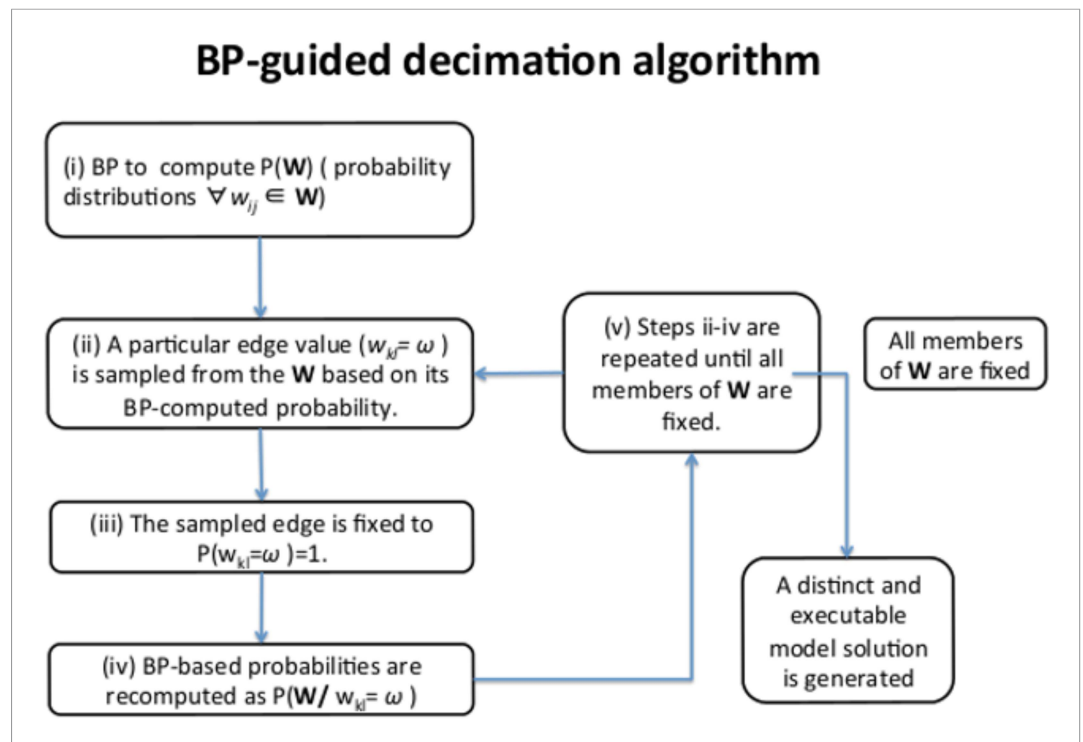 BP-guided decimation algorithm
(i) BP to compute P(W) ( probability
distributions ∀ wij ∈ W)
(ii) A particular edge value (wkl= ω )
is sampled from the W based on its
BP-computed probability.
(iii) The sampled edge is fixed to
P(wkl=ω )=1.
(iv) BP-based probabilities are
recomputed as P(W/ wkl= ω )
(v) Steps ii-iv are
repeated until all
members of W are
fixed.
All members
of W are fixed
A distinct and
executable
model solution
is generated